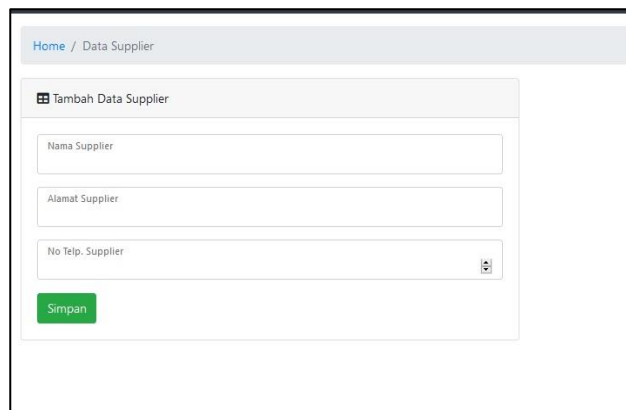 Home / Data Supplier
Tambah Data Supplier
Nama Supplier
Alamat Supplier
No Telp. Supplier
Simpan